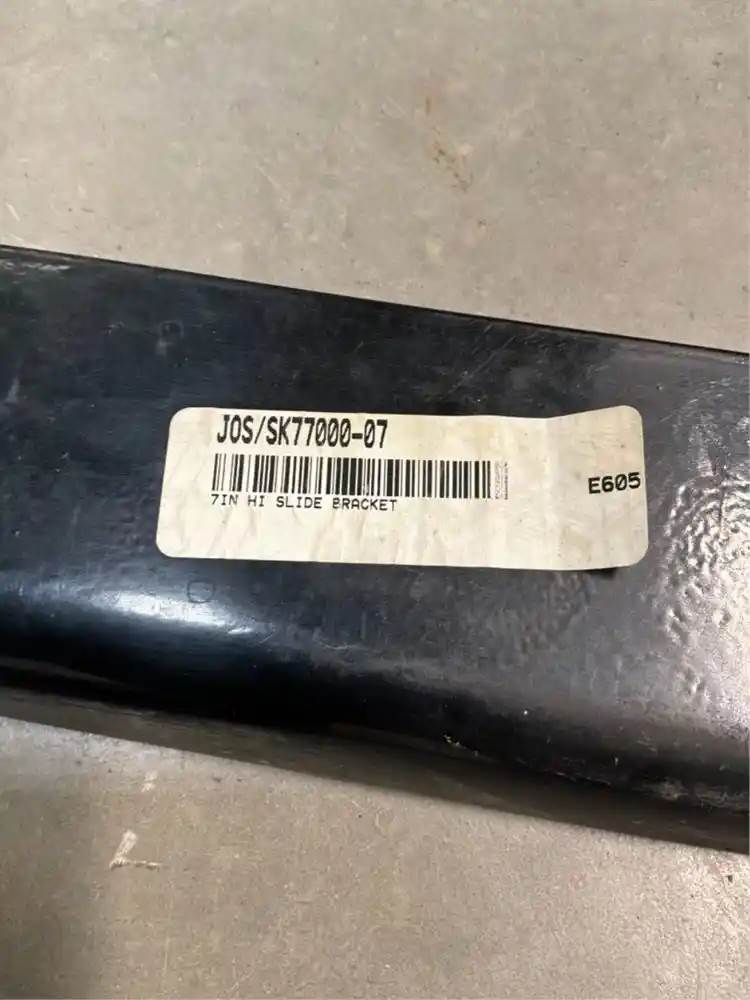 JOS/SK77000-07
7IN HI SLIDE BRACKET
E605